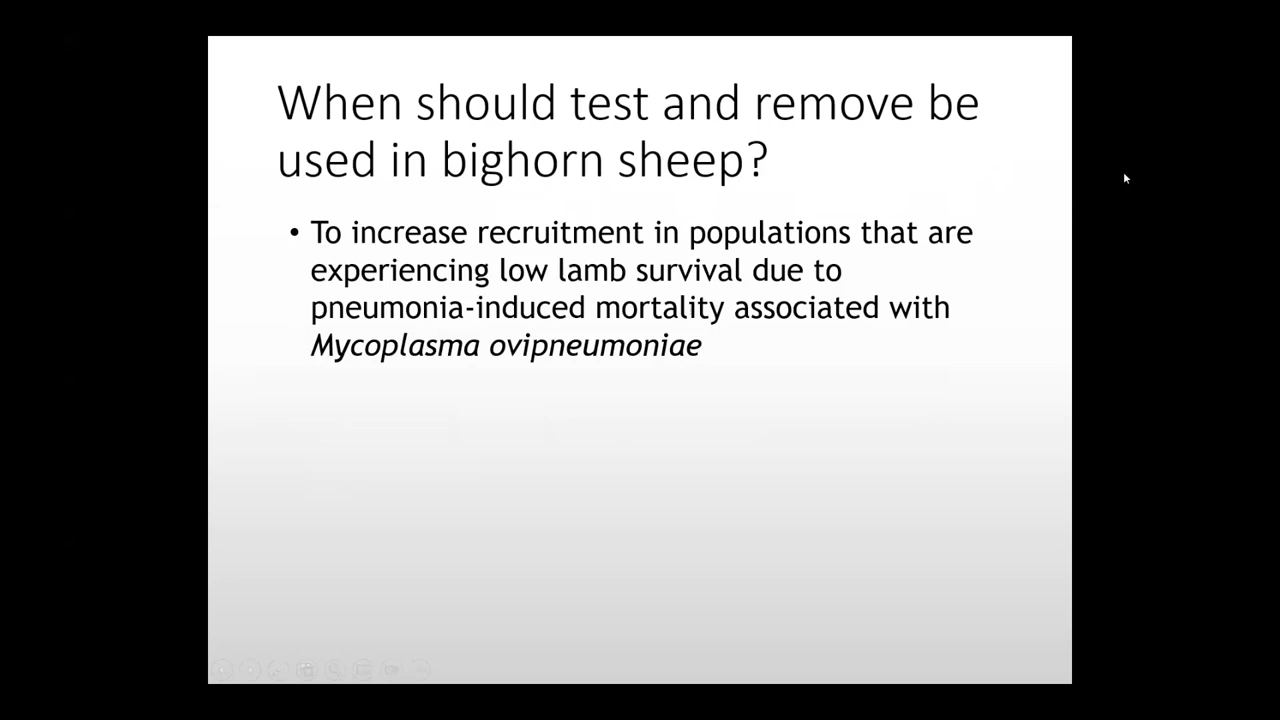 When should test and remove be
used in bighorn sheep?
• To increase recruitment in populations that are
experiencing low lamb survival due to
pneumonia-induced mortality associated with
Mycoplasma ovipneumoniae